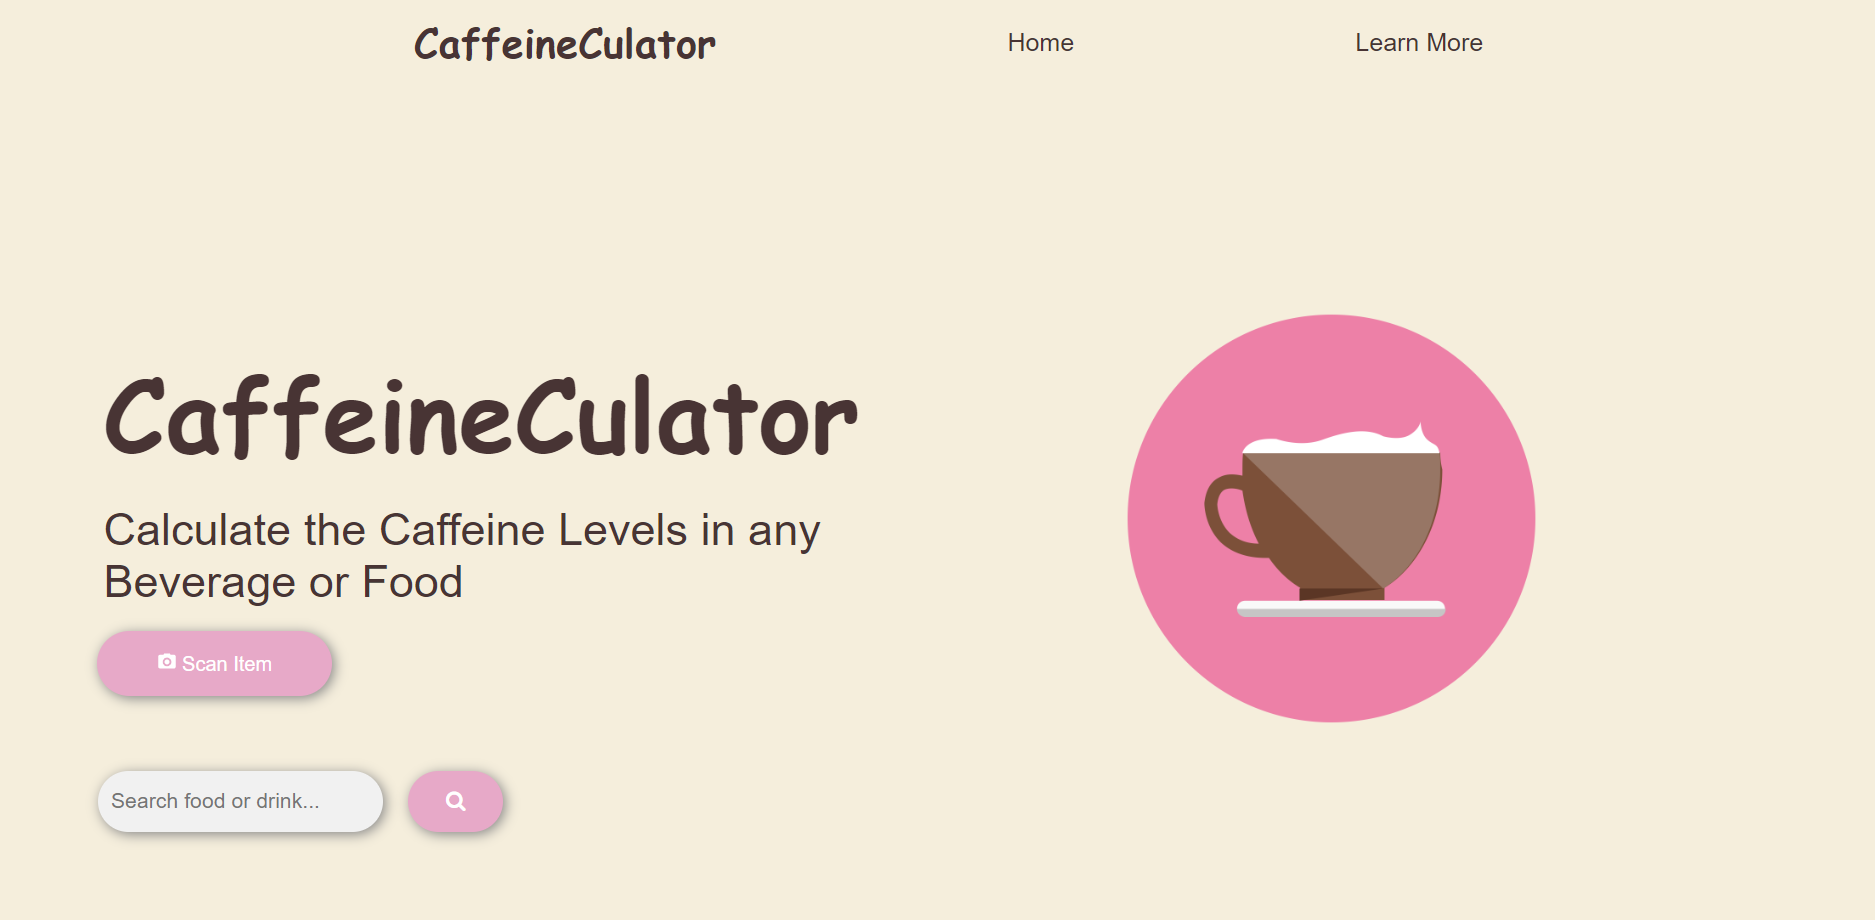 CaffeineCulator
Home
Learn More
CaffeineCulator
Calculate the Caffeine Levels in any
Beverage or Food
Scan Item
Search food or drink...